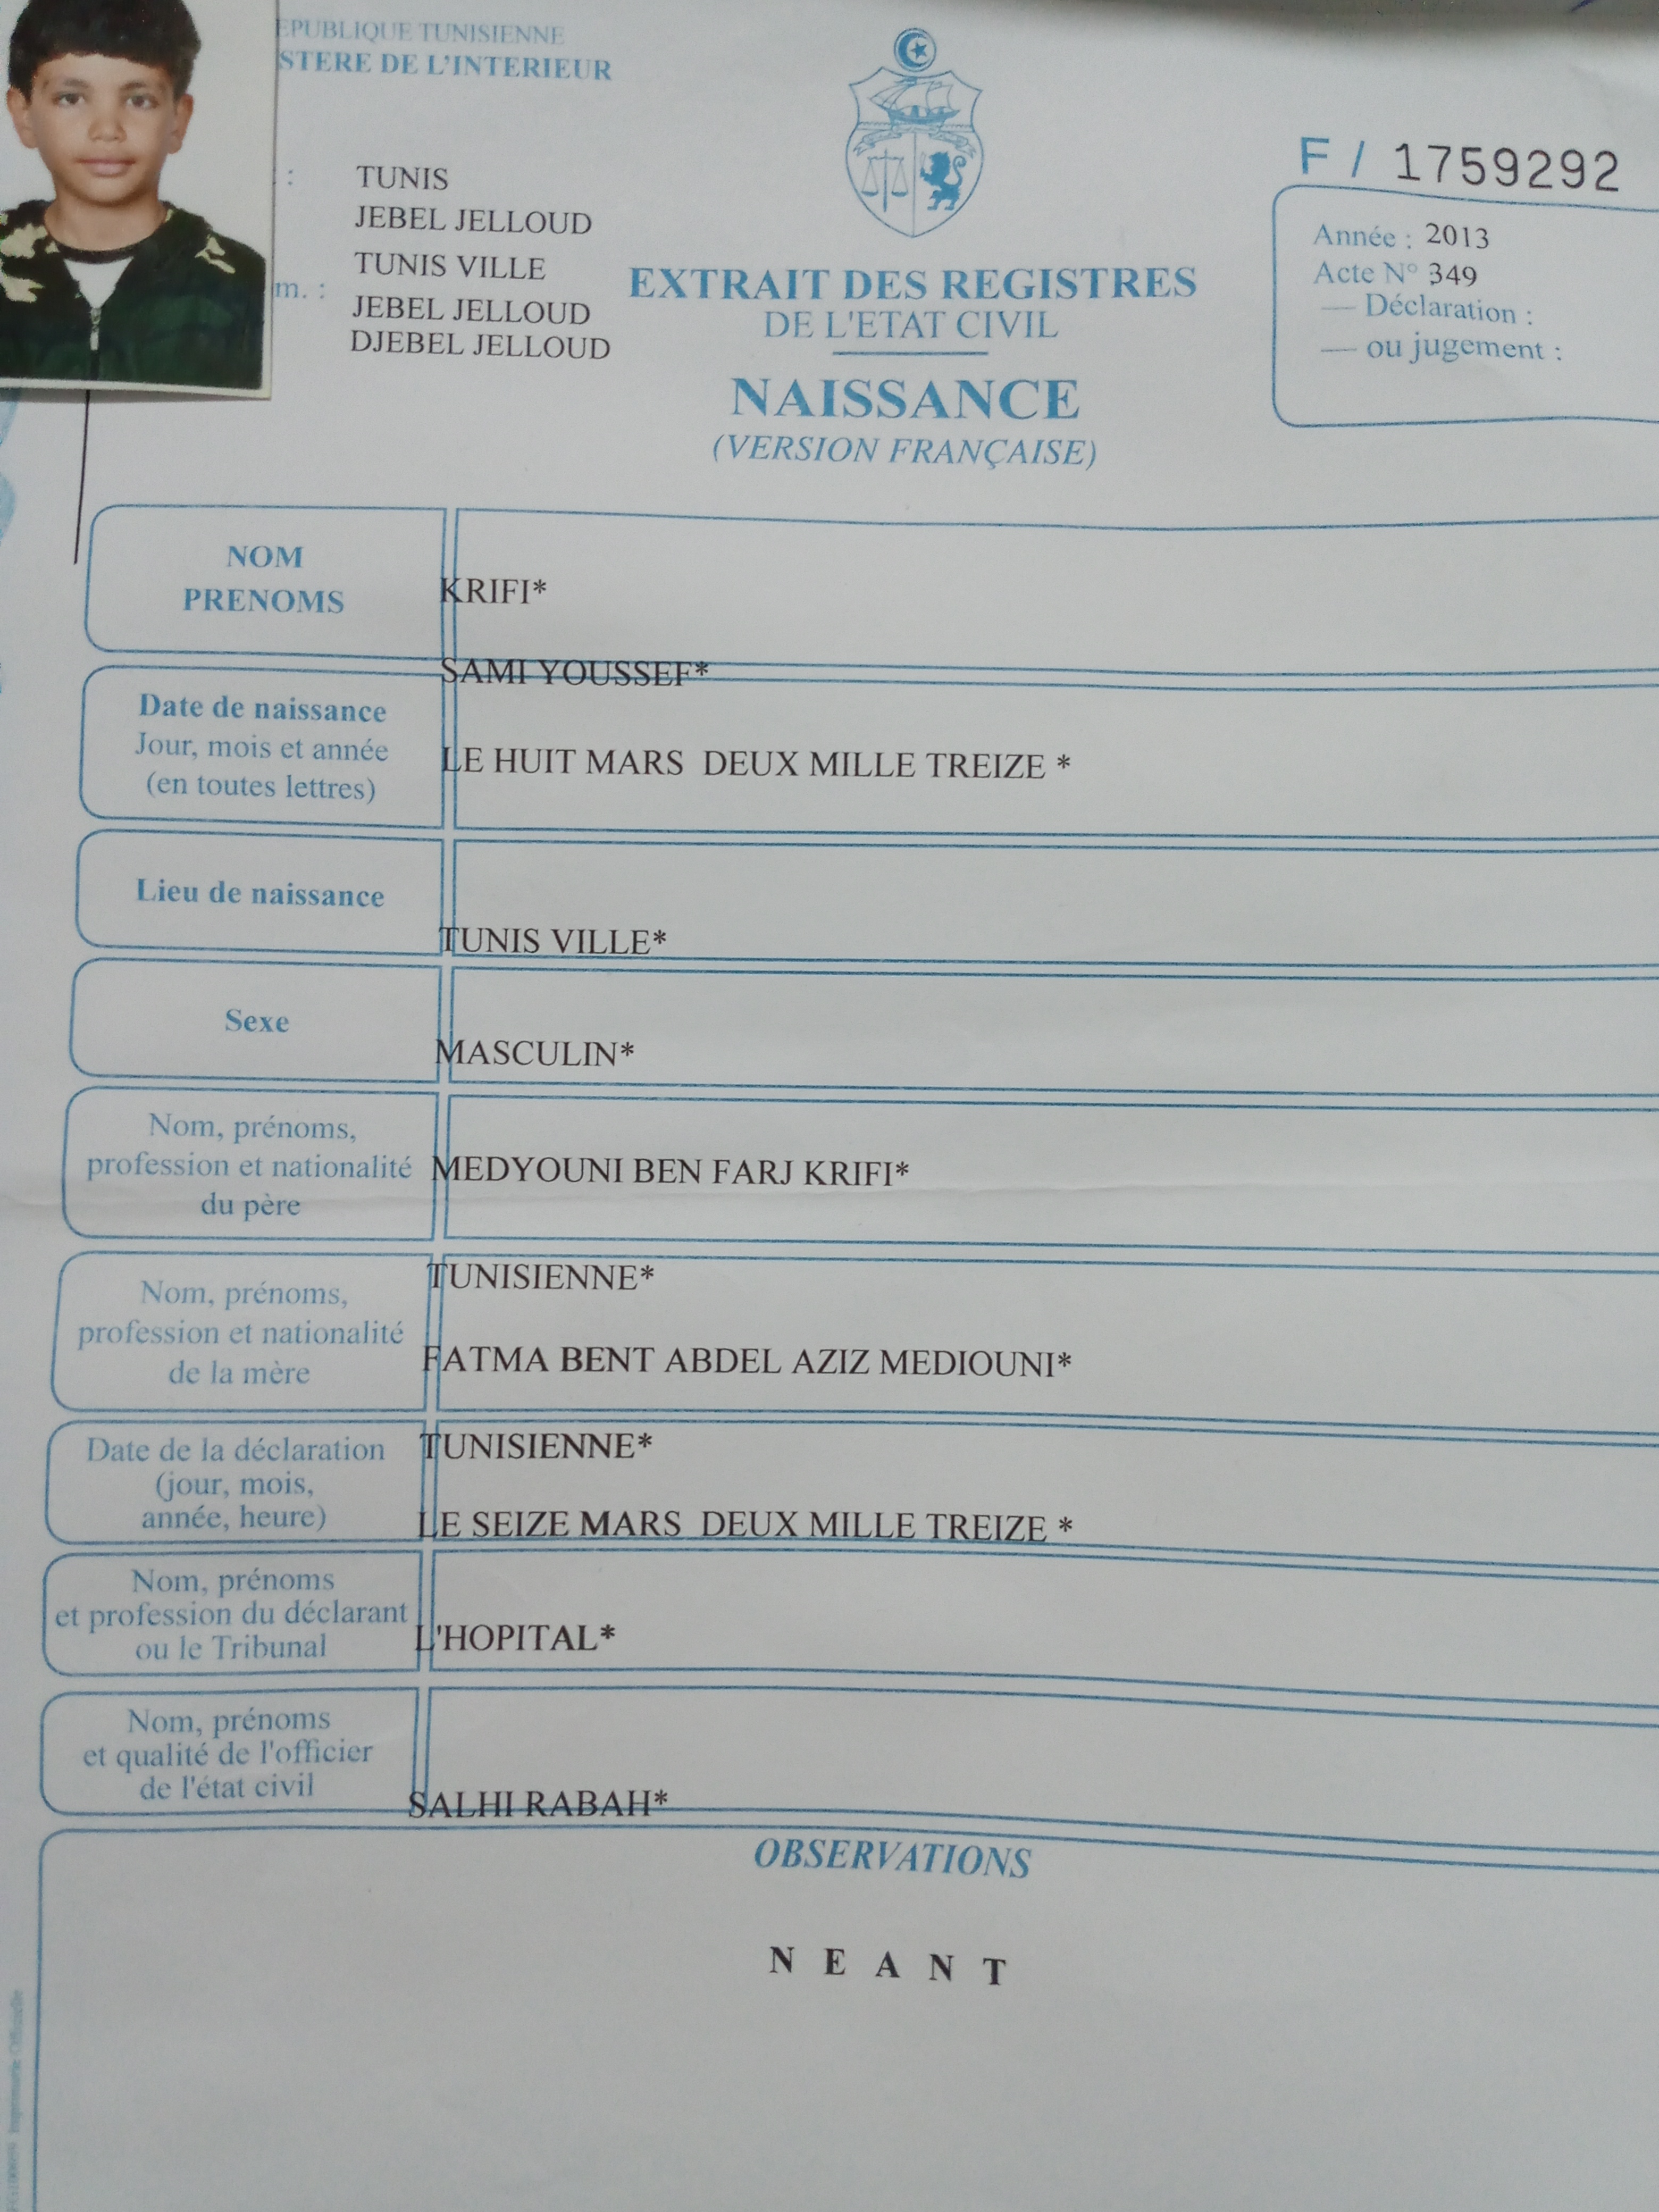 EPUBLIQUE TUNISIENNE
STERE DE L'INTERIEUR
: TUNIS
JEBEL JELLOUD
TUNIS VILLE
m. : JEBEL JELLOUD
DJEBEL JELLOUD
EXTRAIT DES REGISTRES
DE L'ETAT CIVIL
NAISSANCE
(VERSION FRANÇAISE)
F / 1759292
Année : 2013
Acte N° 349
— Déclaration :
— ou jugement :
NOM
PRENOMS
KRIFI*
SAMI YOUSSEF*
Date de naissance
Jour, mois et année
(en toutes lettres)
LE HUIT MARS DEUX MILLE TREIZE *
Lieu de naissance
TUNIS VILLE*
Sexe
MASCULIN*
Nom, prénoms,
profession et nationalité
du père
MEDYOUNI BEN FARJ KRIFI*
TUNISIENNE*
Nom, prénoms,
profession et nationalité
de la mère
FATMA BENT ABDEL AZIZ MEDIOUNI*
TUNISIENNE*
Date de la déclaration
(jour, mois,
année, heure)
LE SEIZE MARS DEUX MILLE TREIZE *
Nom, prénoms
et profession du déclarant
ou le Tribunal
L'HOPITAL*
Nom, prénoms
et qualité de l'officier
de l'état civil
SALHI RABAH*
OBSERVATIONS
N E A N T
Imprimerie Officielle